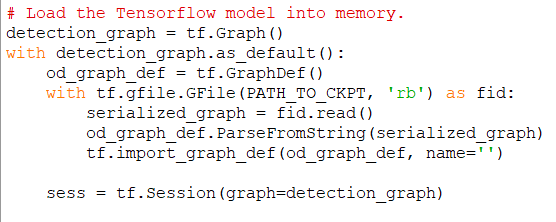 # Load the Tensorflow model into memory.
detection_graph = tf.Graph()
with detection_graph.as_default():
    od_graph_def = tf.GraphDef()
    with tf.gfile.GFile(PATH_TO_CKPT, 'rb') as fid:
        serialized_graph = fid.read()
        od_graph_def.ParseFromString(serialized_graph)
        tf.import_graph_def(od_graph_def, name='')
    sess = tf.Session(graph=detection_graph)